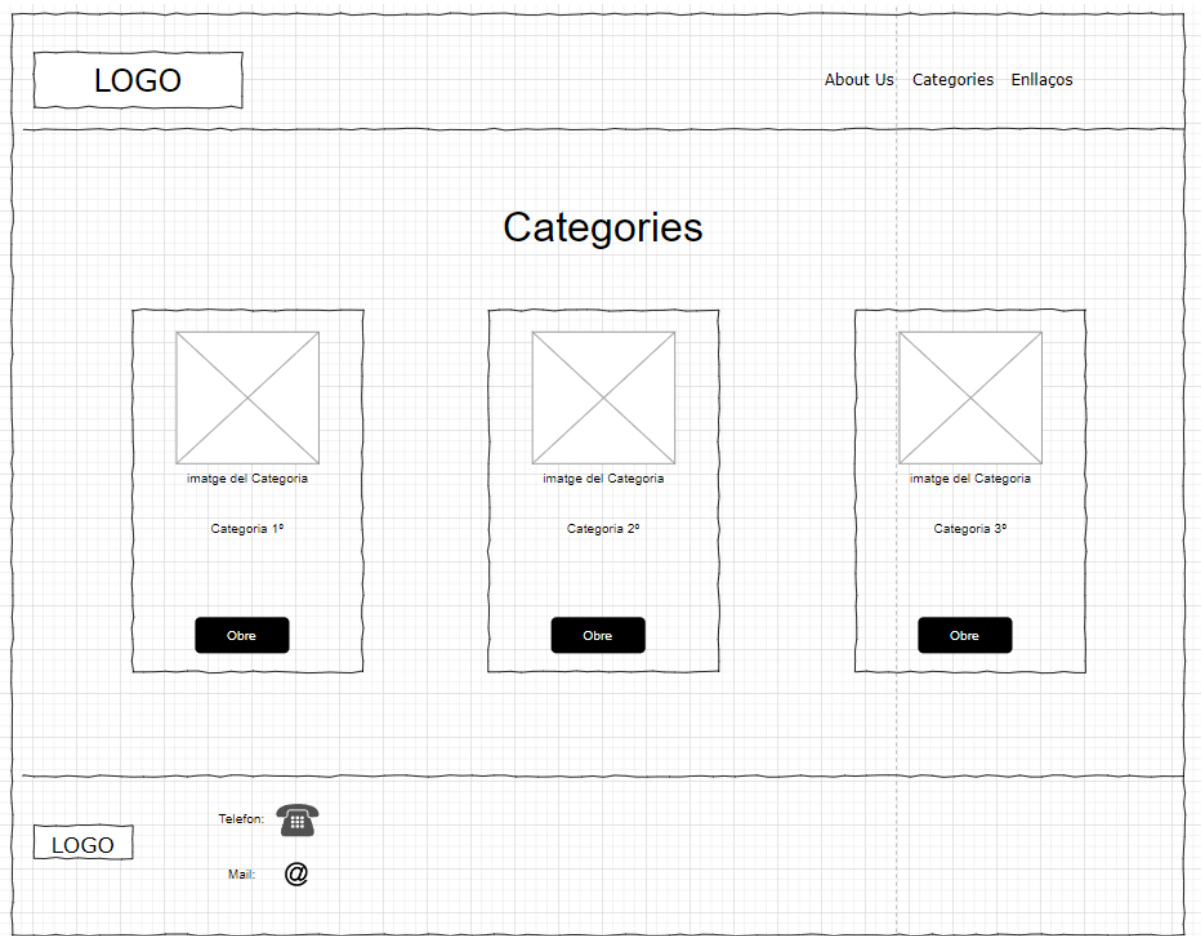 LOGO
About Us Categories Enllaços
Categories
imatge del Categoria
Categoria 1º
Obre
imatge del Categoria
Categoria 2º
Obre
imatge del Categoria
Categoria 3º
Obre
LOGO
Telefon:
Mail:
@